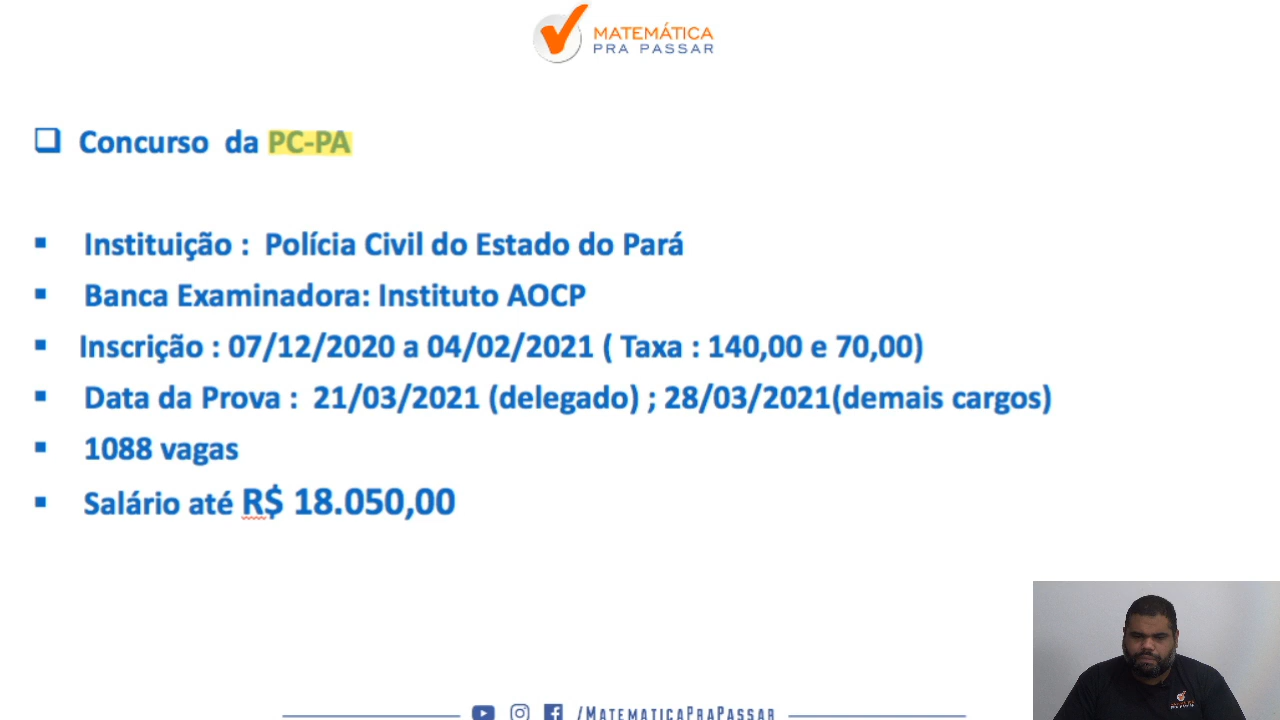 MATEMÁTICA
PRA PASSAR
Concurso da PC-PA
Instituição : Polícia Civil do Estado do Pará
Banca Examinadora: Instituto AOCP
Inscrição : 07/12/2020 a 04/02/2021 ( Taxa : 140,00 e 70,00)
Data da Prova : 21/03/2021 (delegado) ; 28/03/2021(demais cargos)
1088 vagas
Salário até R$ 18.050,00
/MATEMATICAPRAPASSAR